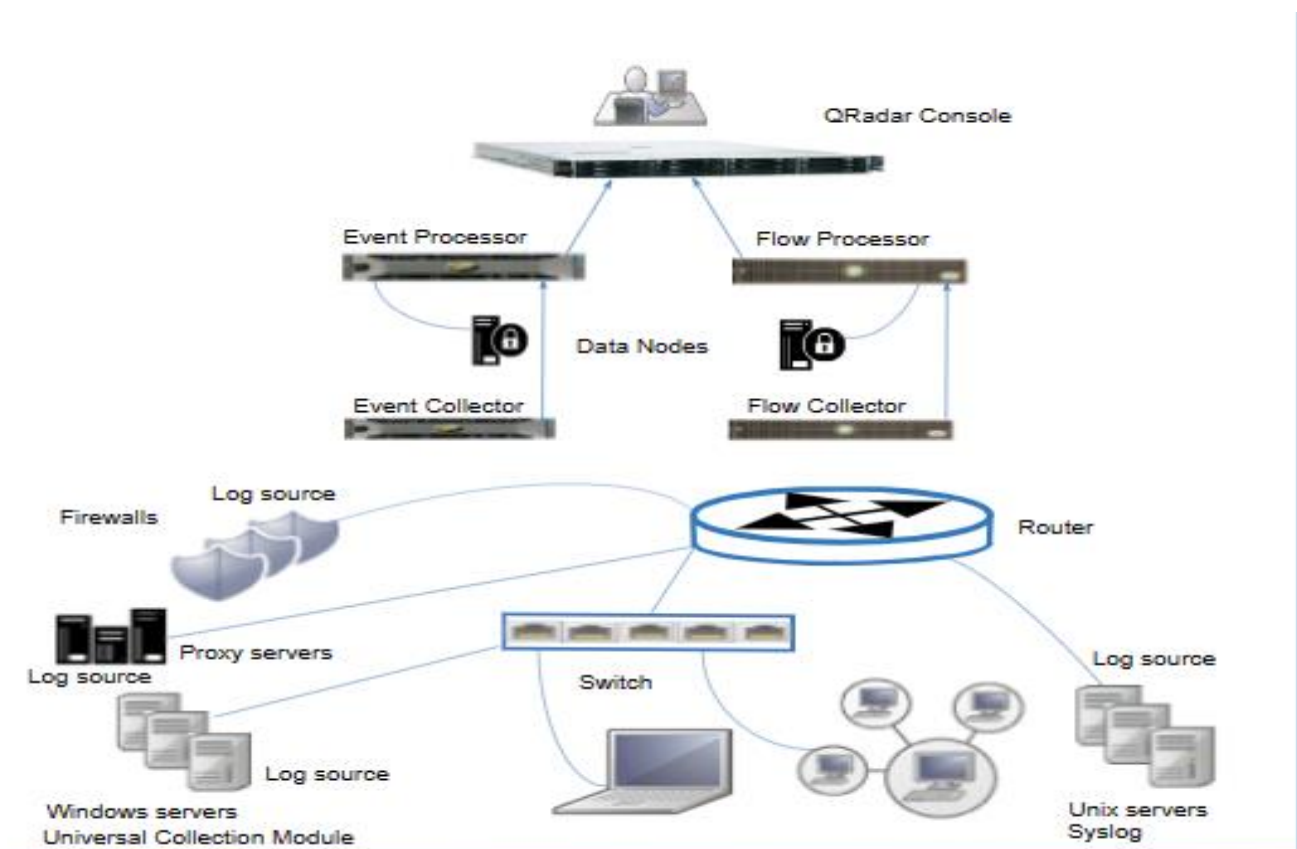 QRadar Console
Event Processor
Flow Processor
Data Nodes
Event Collector
Flow Collector
Log source
Firewalls
Router
Proxy servers
Log source
Log source
Switch
Log source
Windows servers
Universal Collection Module
Unix servers
Syslog